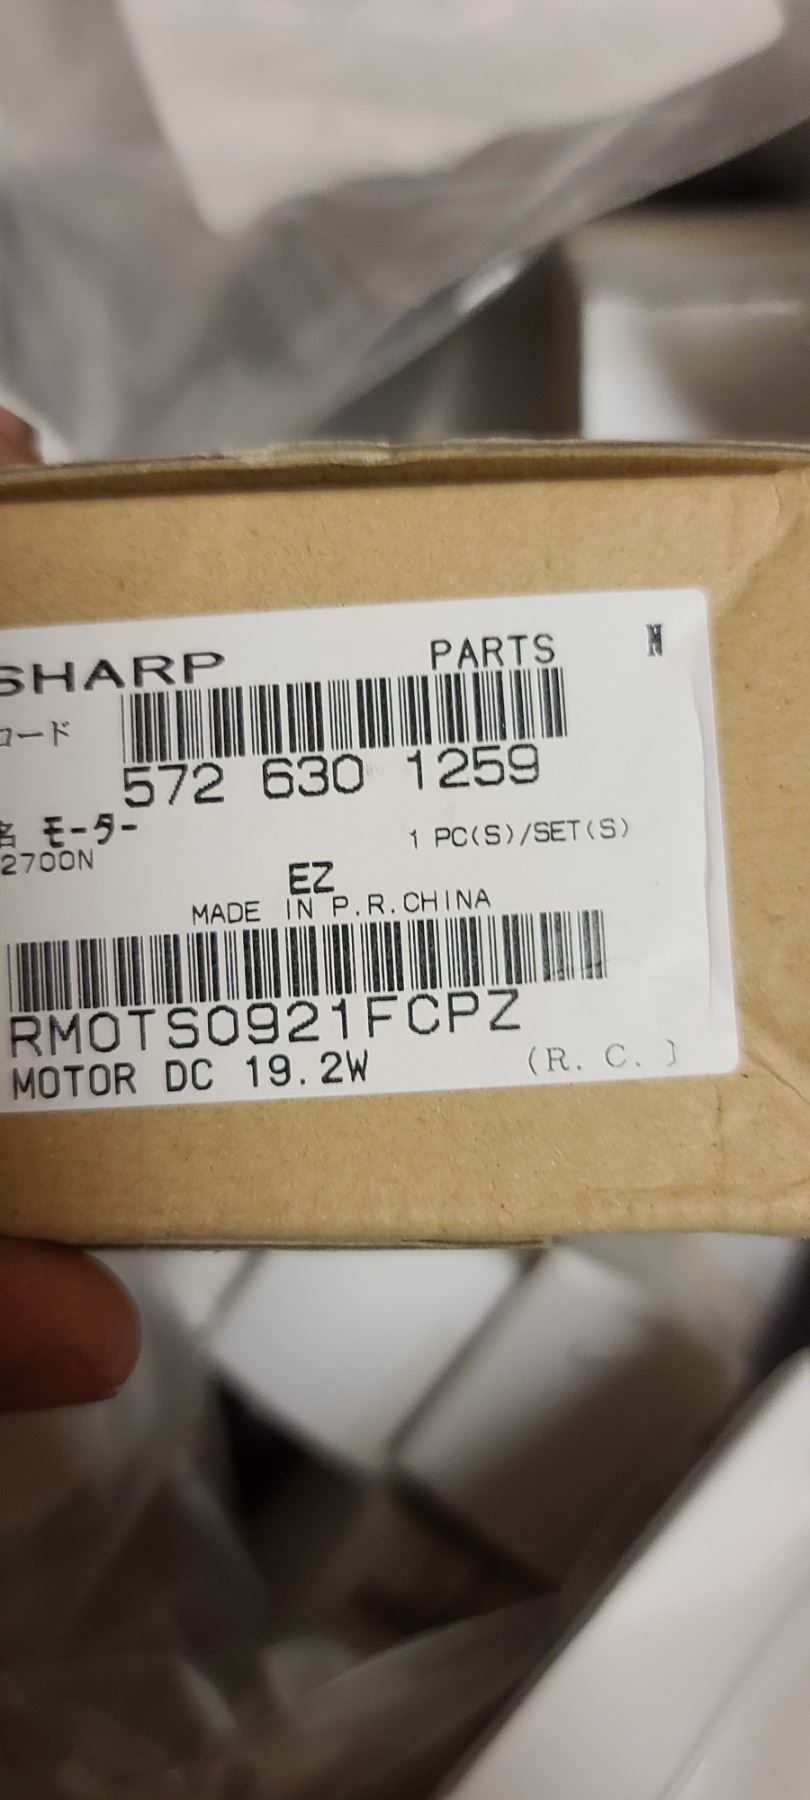 SHARP PARTS N
コード
572 630 1259
名 モーター 1 PC(S)/SET(S)
2700N
EZ
MADE IN P.R.CHINA
RMOTS0921FCPZ
MOTOR DC 19.2W (R. C. )